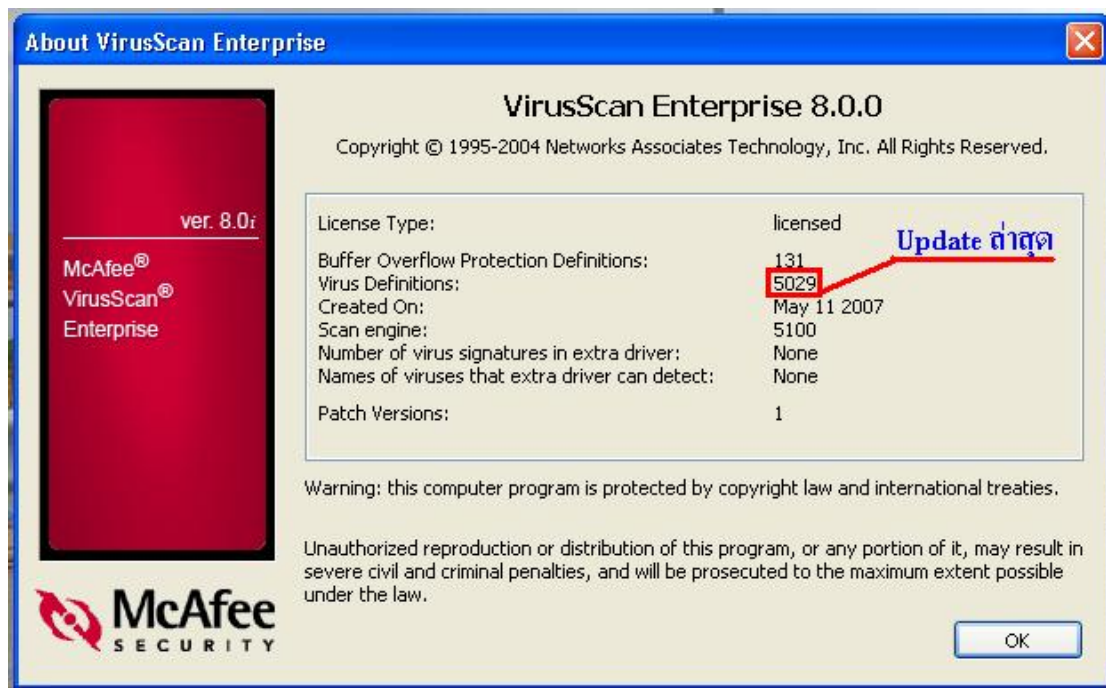 About VirusScan Enterprise
VirusScan Enterprise 8.0.0
Copyright © 1995-2004 Networks Associates Technology, Inc. All Rights Reserved.
ver. 8.0i
McAfee®
VirusScan®
Enterprise
License Type: licensed
Update ล่าสุด
Buffer Overflow Protection Definitions: 131
Virus Definitions: 5029
Created On: May 11 2007
Scan engine: 5100
Number of virus signatures in extra driver: None
Names of viruses that extra driver can detect: None
Patch Versions: 1
Warning: this computer program is protected by copyright law and international treaties.
Unauthorized reproduction or distribution of this program, or any portion of it, may result in
severe civil and criminal penalties, and will be prosecuted to the maximum extent possible
under the law.
McAfee
SECURITY
OK